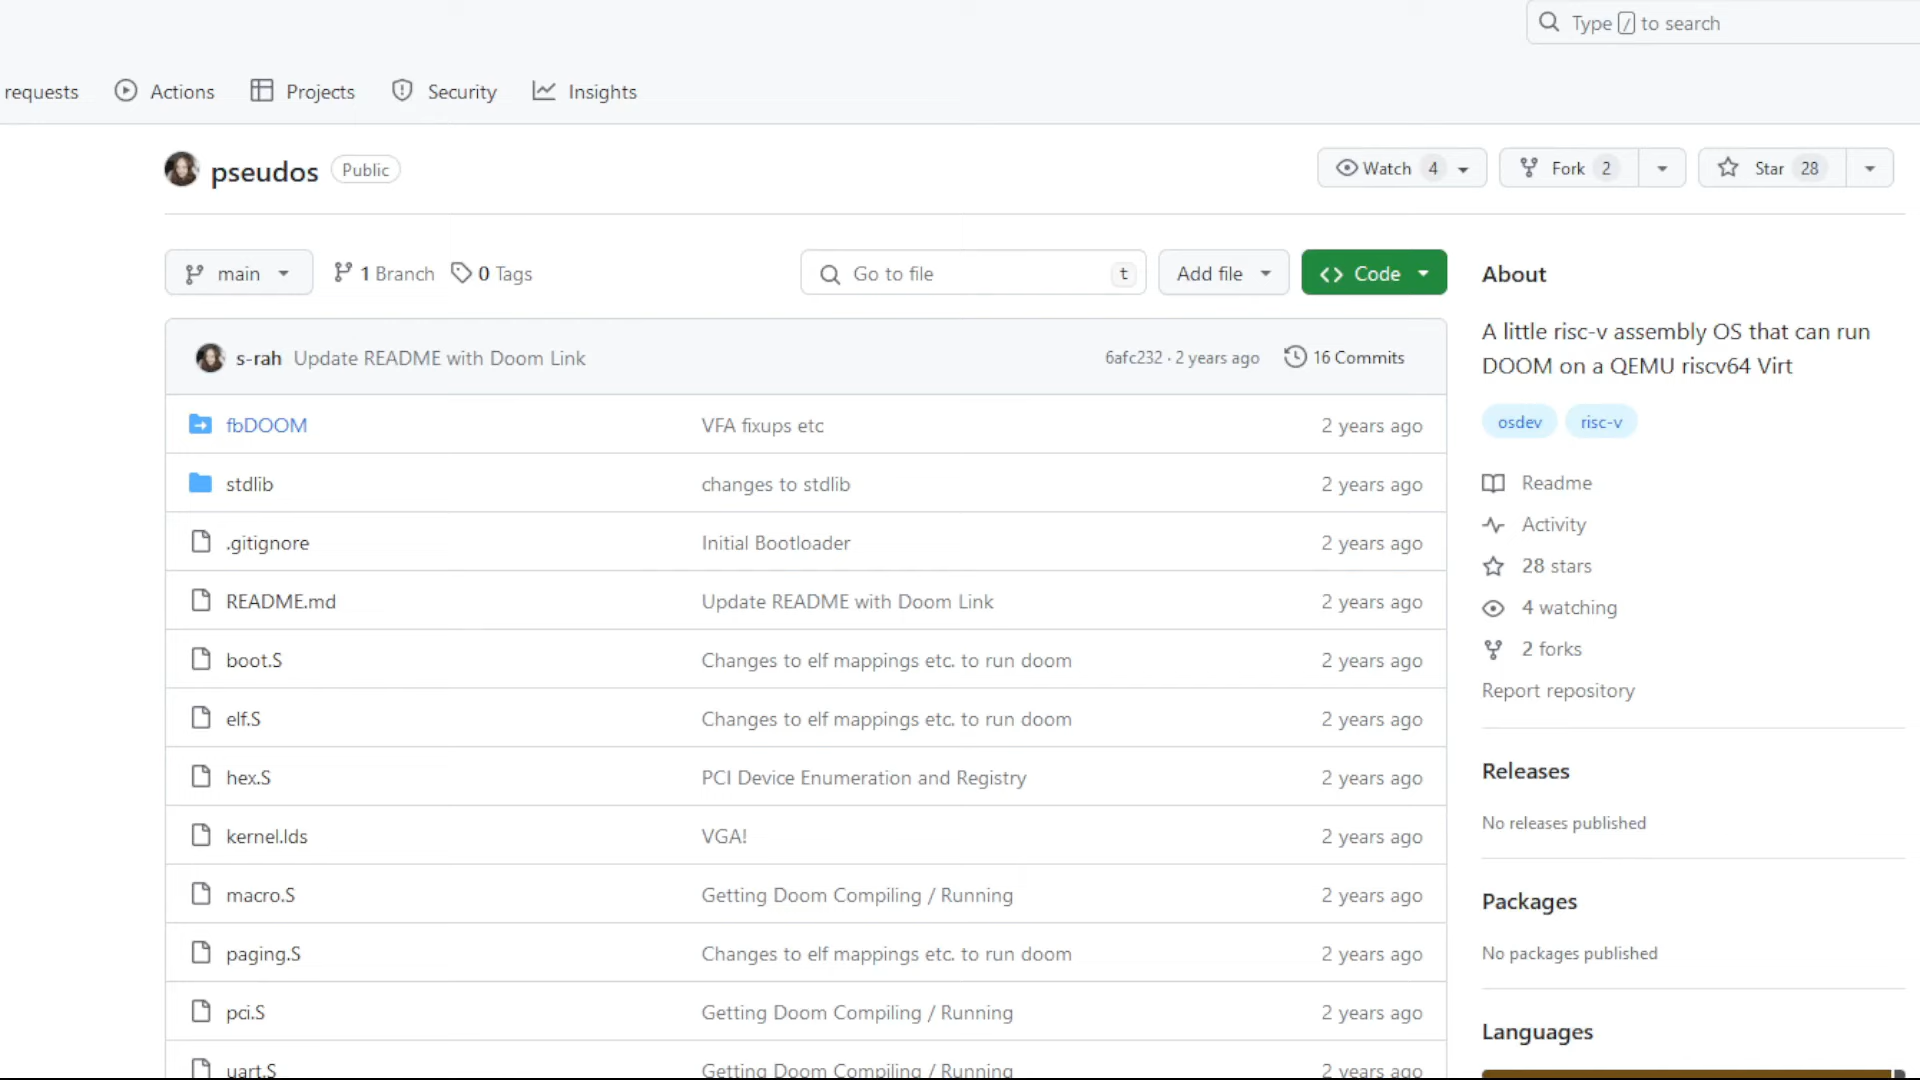 Type / to search
requests Actions Projects Security Insights
pseudos Public Watch 4 Fork 2 Star 28
main 1 Branch 0 Tags Go to file t Add file Code
About
A little risc-v assembly OS that can run
DOOM on a QEMU riscv64 Virt
osdev risc-v
Readme
Activity
28 stars
4 watching
2 forks
Report repository
Releases
No releases published
Packages
No packages published
Languages
s-rah Update README with Doom Link 6afc232 · 2 years ago 16 Commits
fbDOOM VFA fixups etc 2 years ago
stdlib changes to stdlib 2 years ago
.gitignore Initial Bootloader 2 years ago
README.md Update README with Doom Link 2 years ago
boot.S Changes to elf mappings etc. to run doom 2 years ago
elf.S Changes to elf mappings etc. to run doom 2 years ago
hex.S PCI Device Enumeration and Registry 2 years ago
kernel.lds VGA! 2 years ago
macro.S Getting Doom Compiling / Running 2 years ago
paging.S Changes to elf mappings etc. to run doom 2 years ago
pci.S Getting Doom Compiling / Running 2 years ago
uart.S Getting Doom Compiling / Running 2 years ago